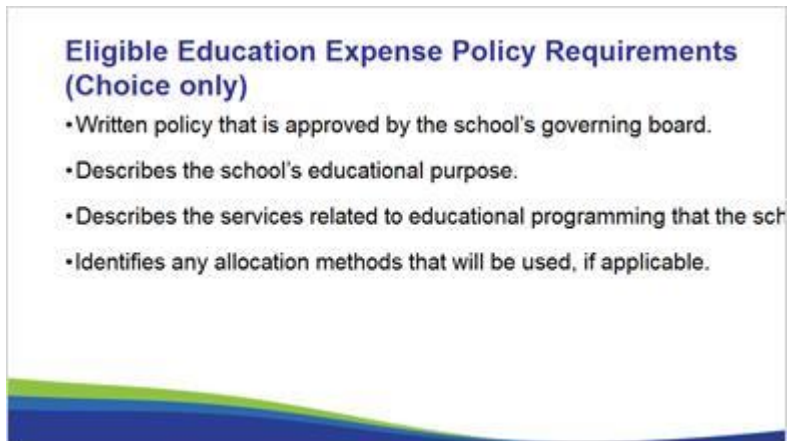 Eligible Education Expense Policy Requirements
(Choice only)
•Written policy that is approved by the school’s governing board.
•Describes the school’s educational purpose.
•Describes the services related to educational programming that the sch
•Identifies any allocation methods that will be used, if applicable.